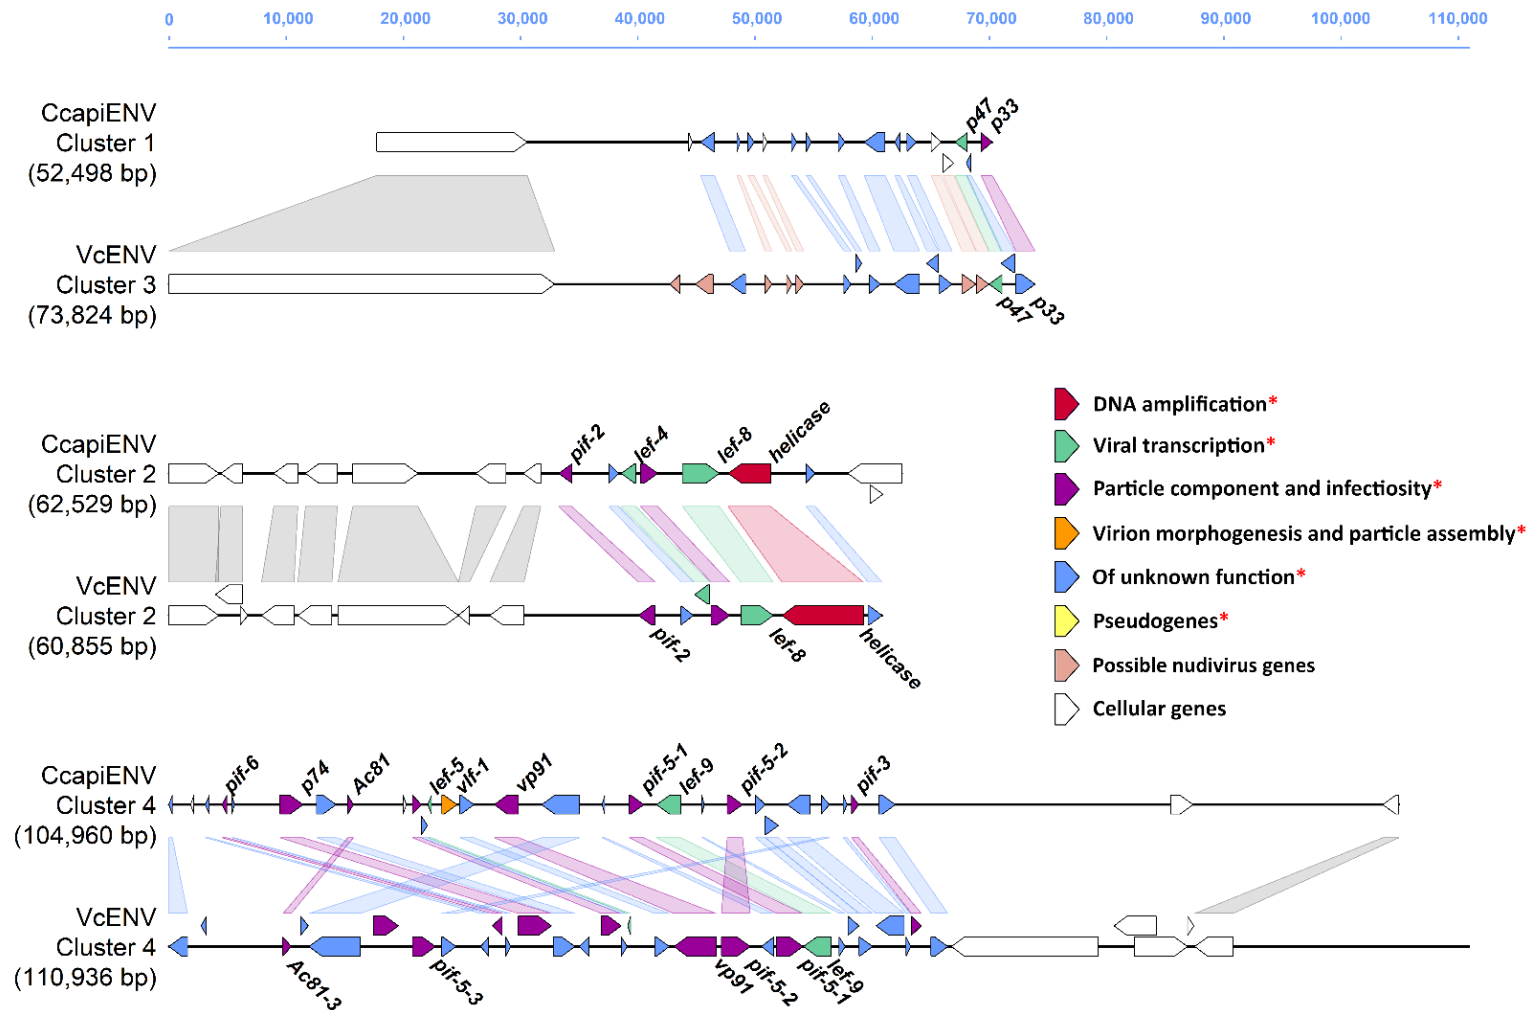 0 10,000 20,000 30,000 40,000 50,000 60,000 70,000 80,000 90,000 100,000 110,000
CcapiENV
Cluster 1
(52,498 bp)
p47 p33
VcENV
Cluster 3
(73,824 bp)
p47 p33
CcapiENV
Cluster 2
(62,529 bp)
pif-2 lef-4 lef-8 helicase
VcENV
Cluster 2
(60,855 bp)
pif-2 lef-8 helicase
DNA amplification*
Viral transcription*
Particle component and infectiosity*
Virion morphogenesis and particle assembly*
Of unknown function*
Pseudogenes*
Possible nudivirus genes
Cellular genes
CcapiENV
Cluster 4
(104,960 bp)
pif-6 p74 Ac81 lef-5 vlf-1 vp91 pif-5-1 lef-9 pif-5-2 pif-3
VcENV
Cluster 4
(110,936 bp)
Ac81-3 pif-5-3 vp91 pif-5-2 pif-5-1 lef-9